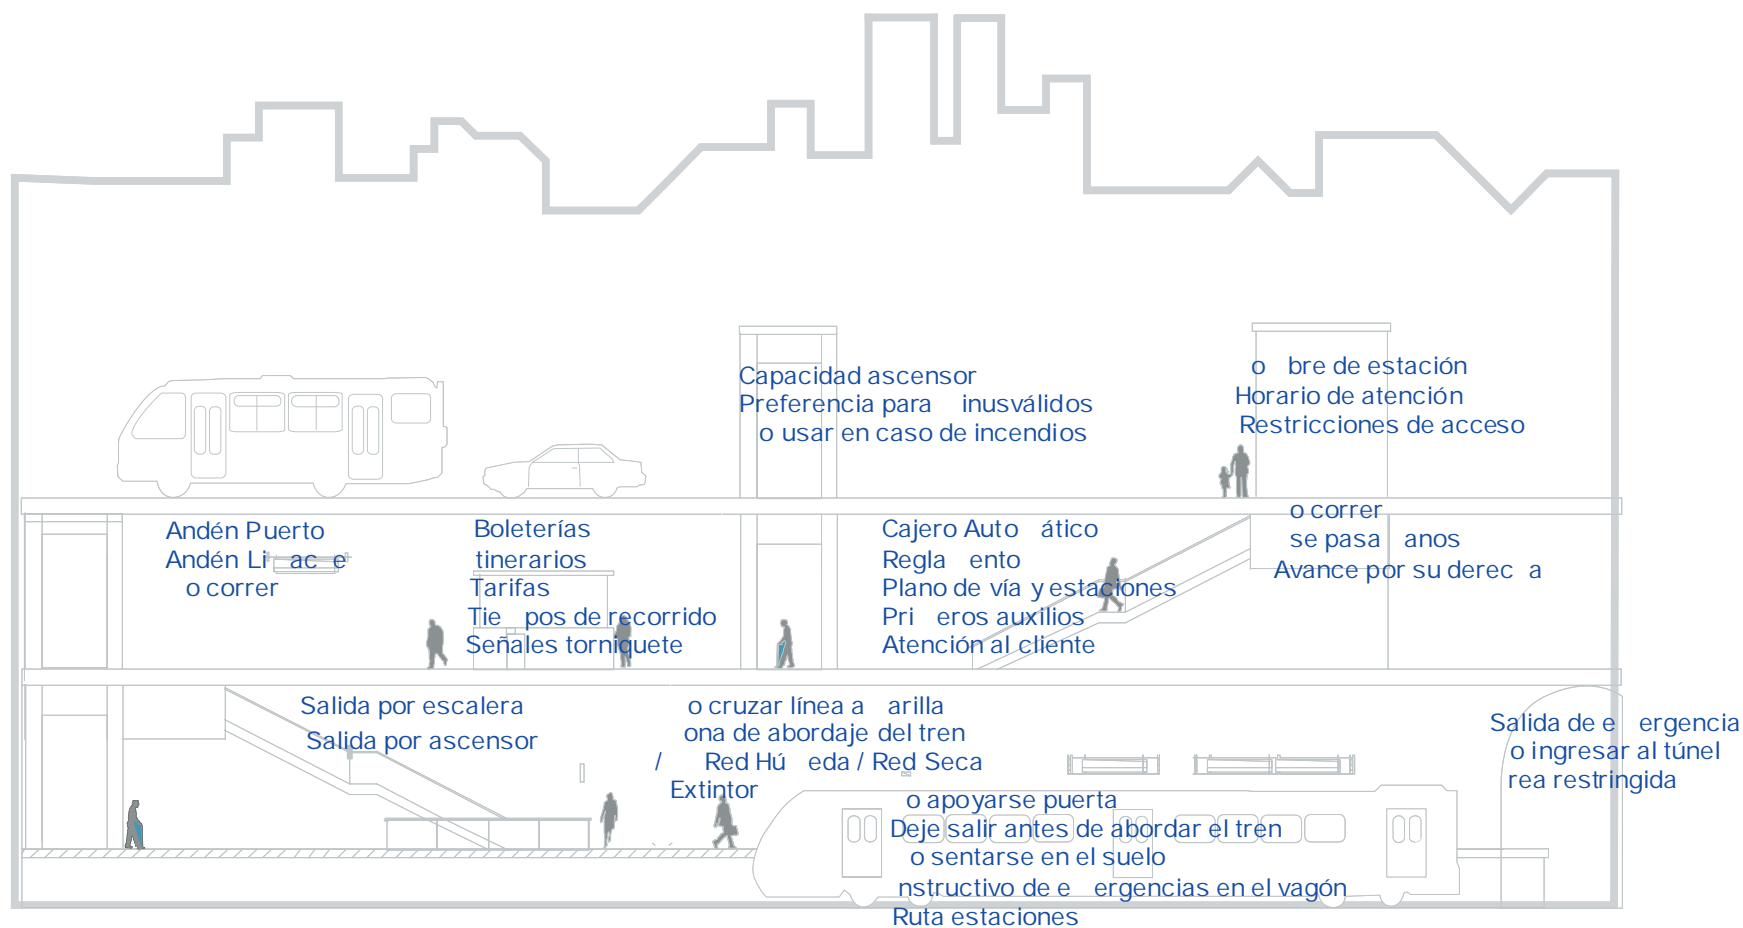 Capacidad ascensor
Preferencia para inusválidos
o usar en caso de incendios
o bre de estación
Horario de atención
Restricciones de acceso
Andén Puerto
Andén Li ac e
o correr
Boleterías
tinerarios
Tarifas
Tie pos de recorrido
Señales torniquete
Cajero Auto ático
Regla ento
Plano de vía y estaciones
Pri eros auxilios
Atención al cliente
o correr
se pasa anos
Avance por su derec a
Salida por escalera
Salida por ascensor
o cruzar línea a arilla
ona de abordaje del tren
/ Red Hú eda / Red Seca
Extintor
o apoyarse puerta
Deje salir antes de abordar el tren
o sentarse en el suelo
nstructivo de e ergencias en el vagón
Ruta estaciones
Salida de e ergencia
o ingresar al túnel
rea restringida